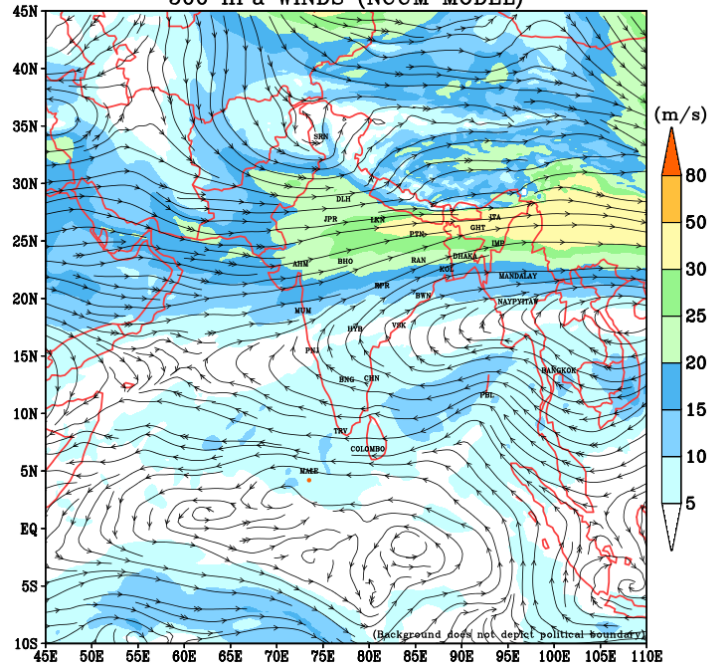 500 hPa WINDS (NCUM MODEL)
45N
40N
35N
30N
25N
20N
15N
10N
5N
EQ
5S
10S
45E 50E 55E 60E 65E 70E 75E 80E 85E 90E 95E 100E 105E 110E
(m/s)
80
50
30
25
20
15
10
5
SRN
DLH
JPR LKN ITA
PTN GHT
IMP
AHM BHO RAN DHAKA
KOL
MANDALAY
RPR BWN
NAYPYITAW
MUM
HYB VSK
PNJ
BNG CHN BANGKOK
PBL
TRV
COLOMBO
MALE
(Background does not depict political boundary)